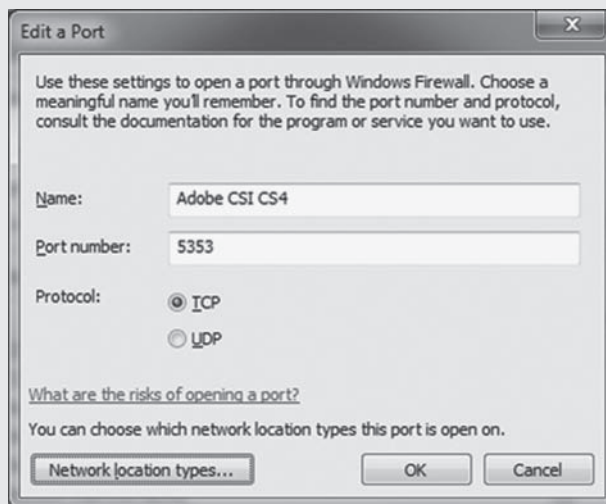 Edit a Port
Use these settings to open a port through Windows Firewall. Choose a
meaningful name you'll remember. To find the port number and protocol,
consult the documentation for the program or service you want to use.
Name: Adobe CSI CS4
Port number: 5353
Protocol: TCP
UDP
What are the risks of opening a port?
You can choose which network location types this port is open on.
Network location types... OK Cancel